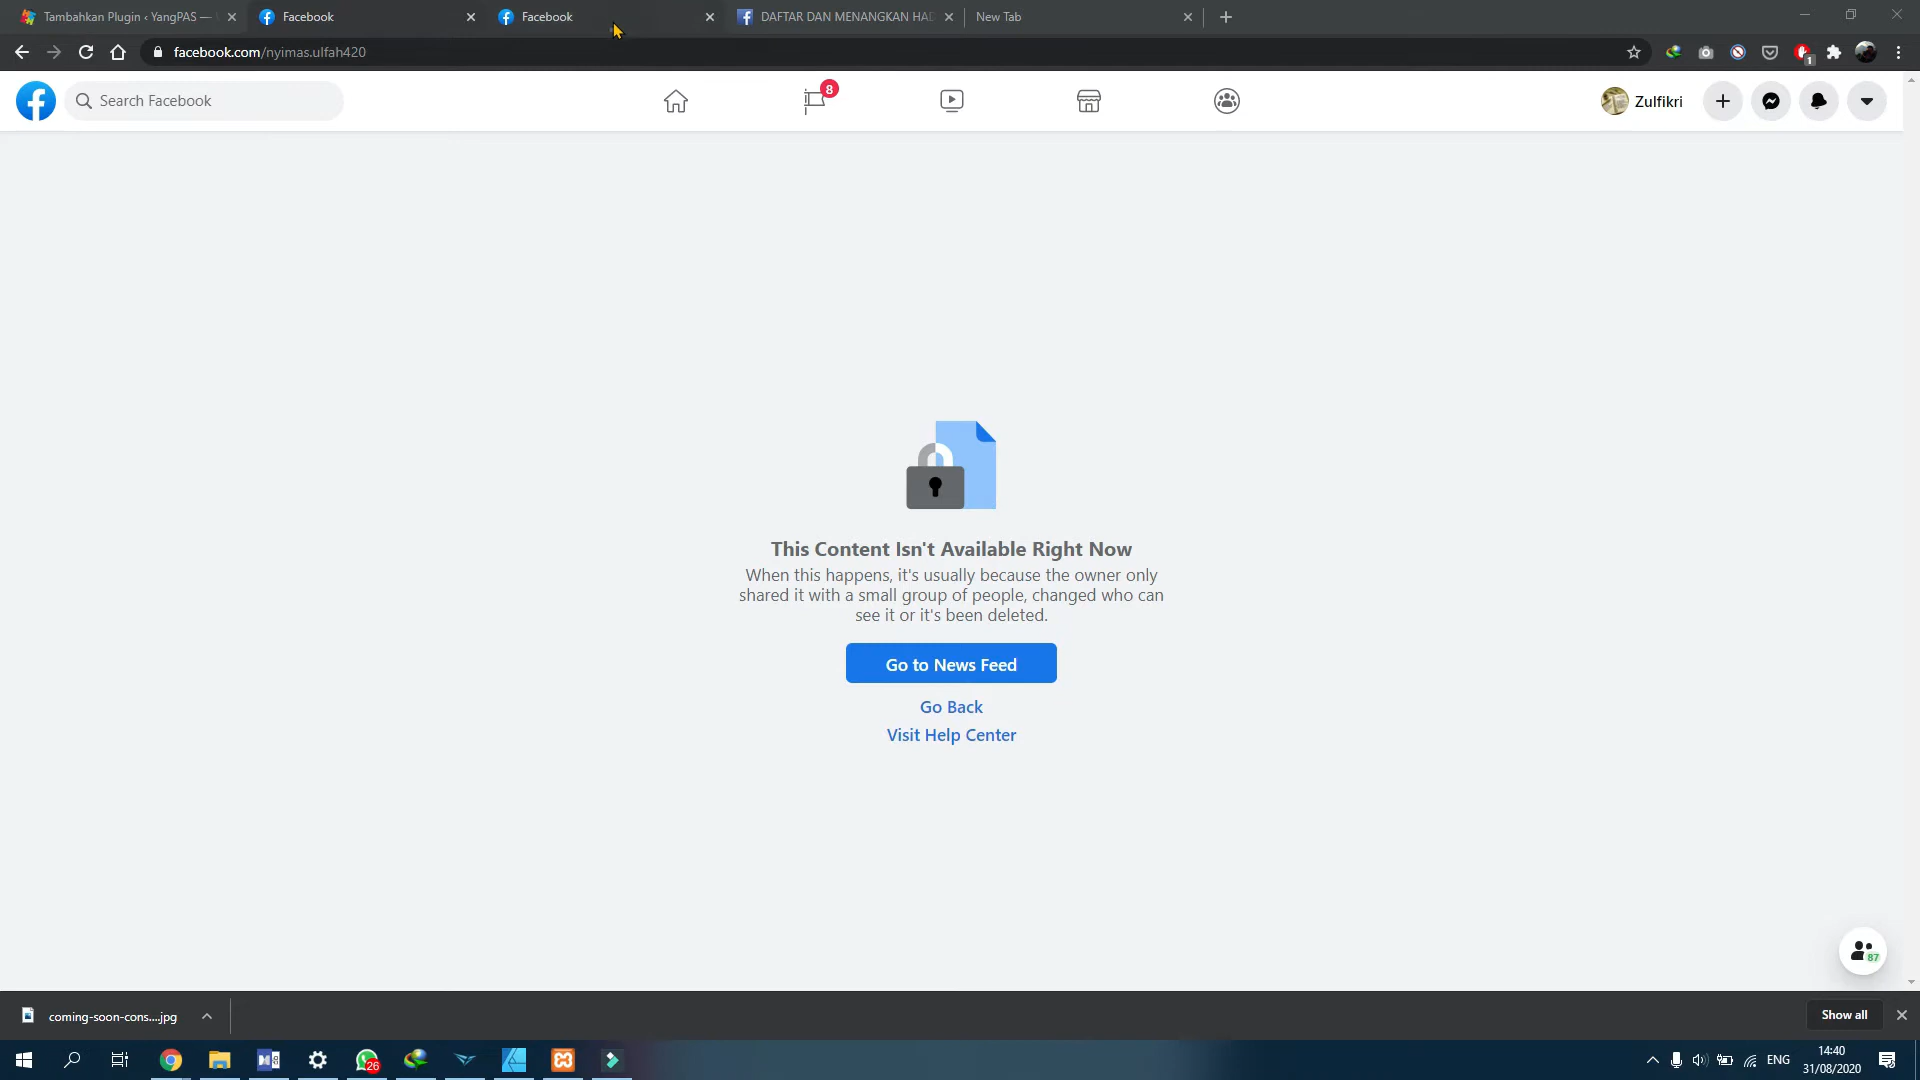 Tambahkan Plugin ‹ YangPAS —
Facebook
Facebook
DAFTAR DAN MENANGKAN HAD
New Tab
facebook.com/nyimas.ulfah420
1
Search Facebook
8
Zulfikri
This Content Isn't Available Right Now
When this happens, it's usually because the owner only
shared it with a small group of people, changed who can
see it or it's been deleted.
Go to News Feed
Go Back
Visit Help Center
87
coming-soon-cons....jpg
Show all
26
ENG
14:40
31/08/2020